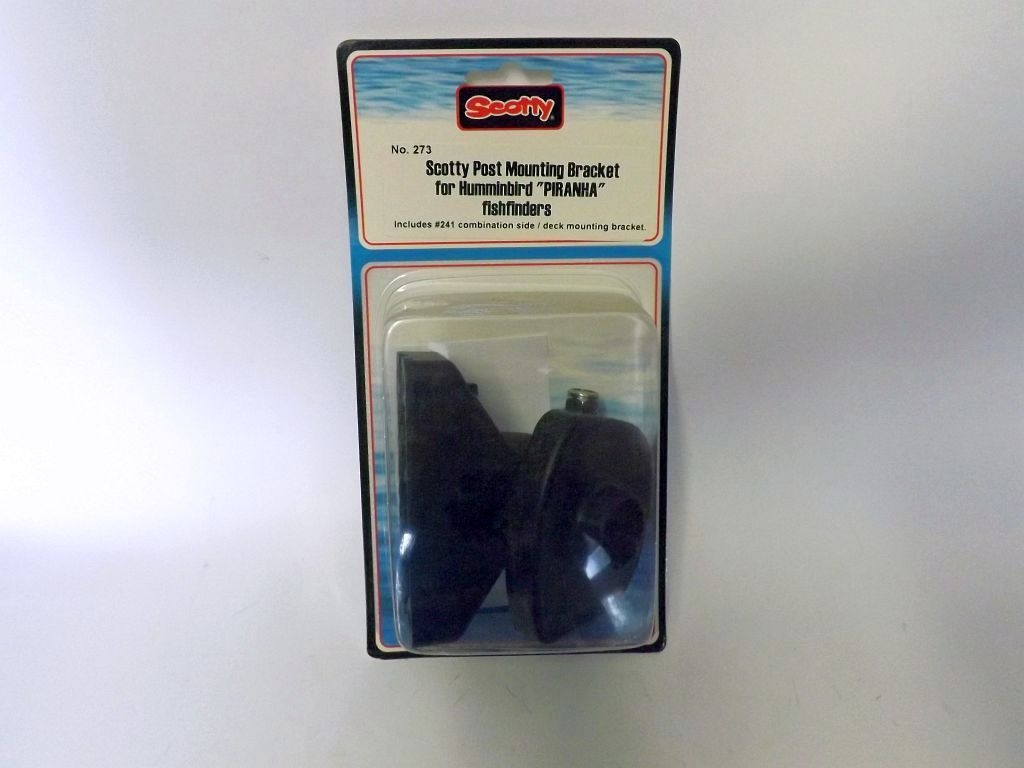 Scotty
No. 273
Scotty Post Mounting Bracket
for Humminbird "PIRANHA"
fishfinders
Includes #241 combination side / deck mounting bracket.